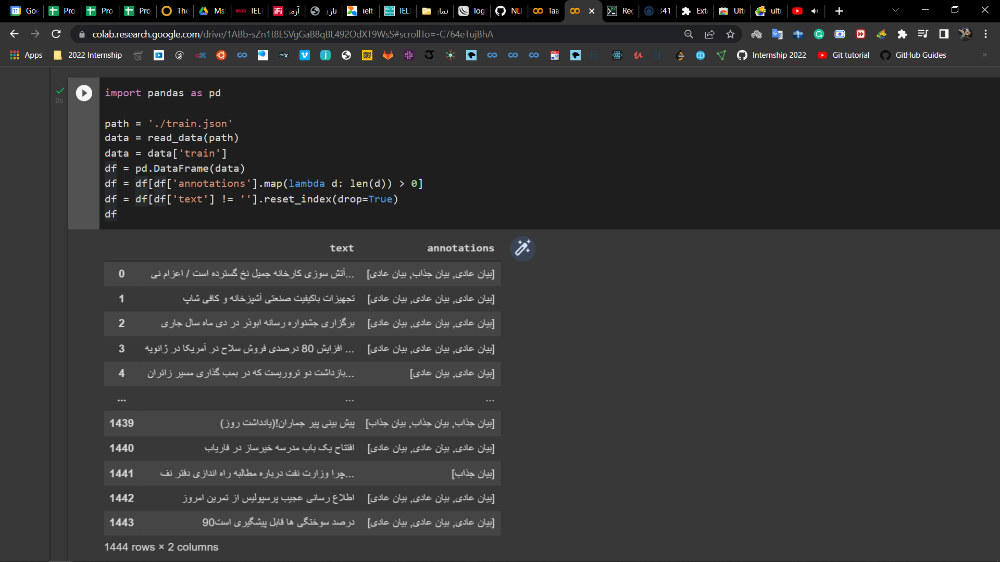 Goo Pro Pro Pro The Ms IELT iFi آزمـ تاریـ ielt IELT نما log NLI Taa Reg 341 Ext Ult ultr
colab.research.google.com/drive/1ABb-sZn1t8ESVgGaB8qBL492OdXT9WsS#scrollTo=-C764eTujBhA
Apps 2022 Internship edX Internship 2022 Git tutorial GitHub Guides
0s
import pandas as pd
path = './train.json'
data = read_data(path)
data = data['train']
df = pd.DataFrame(data)
df = df[df['annotations'].map(lambda d: len(d)) > 0]
df = df[df['text'] != ''].reset_index(drop=True)
df
text annotations
0 آتش سوزی کارخانه جمیل نخ گسترده است / اعزام نی... [بیان عادی, بیان جذاب, بیان عادی]
1 تجهیزات باکیفیت صنعتی آشپزخانه و کافی شاپ [بیان عادی, بیان عادی, بیان عادی]
2 برگزاری جشنواره رسانه ابوذر در دی ماه سال جاری [بیان عادی, بیان عادی, بیان عادی]
3 افزایش 80 درصدی فروش سلاح در آمریکا در ژانویه ... [بیان عادی, بیان عادی, بیان عادی]
4 بازداشت دو تروریست که در بمب گذاری مسیر زائران... [بیان عادی, بیان عادی]
... ... ...
1439 پیش بینی پیر جماران!(یادداشت روز) [بیان جذاب, بیان جذاب, بیان جذاب]
1440 افتتاح یک باب مدرسه خیرساز در فاریاب [بیان عادی, بیان عادی, بیان عادی]
1441 چرا وزارت نفت درباره مطالبه راه اندازی دفتر نف... [بیان جذاب]
1442 اطلاع رسانی عجیب پرسپولیس از تمرین امروز [بیان عادی, بیان عادی, بیان عادی]
1443 90درصد سوختگی ها قابل پیشگیری است [بیان عادی, بیان عادی, بیان عادی]
1444 rows × 2 columns